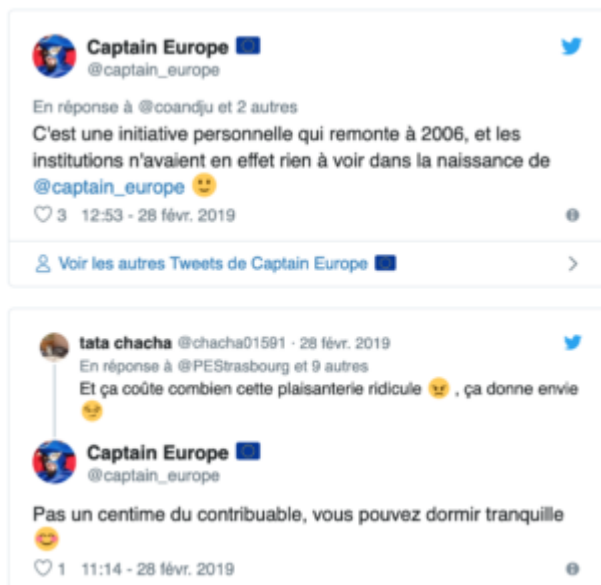 Captain Europe 🇪🇺
@captain_europe
En réponse à @coandju et 2 autres
C'est une initiative personnelle qui remonte à 2006, et les
institutions n'avaient en effet rien à voir dans la naissance de
@captain_europe 🙂
♡ 3 12:53 - 28 févr. 2019
Voir les autres Tweets de Captain Europe 🇪🇺
tata chacha @chacha01591 · 28 févr. 2019
En réponse à @PEStrasbourg et 9 autres
Et ça coûte combien cette plaisanterie ridicule 😠 , ça donne envie
😠
Captain Europe 🇪🇺
@captain_europe
Pas un centime du contribuable, vous pouvez dormir tranquille
😊
♡ 1 11:14 - 28 févr. 2019